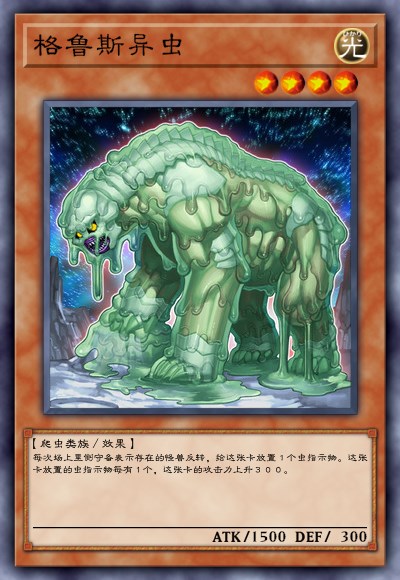 格鲁斯异虫
光
【爬虫类族／效果】
每次场上里侧守备表示存在的怪兽反转，给这张卡放置１个虫指示物。这张
卡放置的虫指示物每有１个，这张卡的攻击力上升３００。
ATK/1500 DEF/ 300